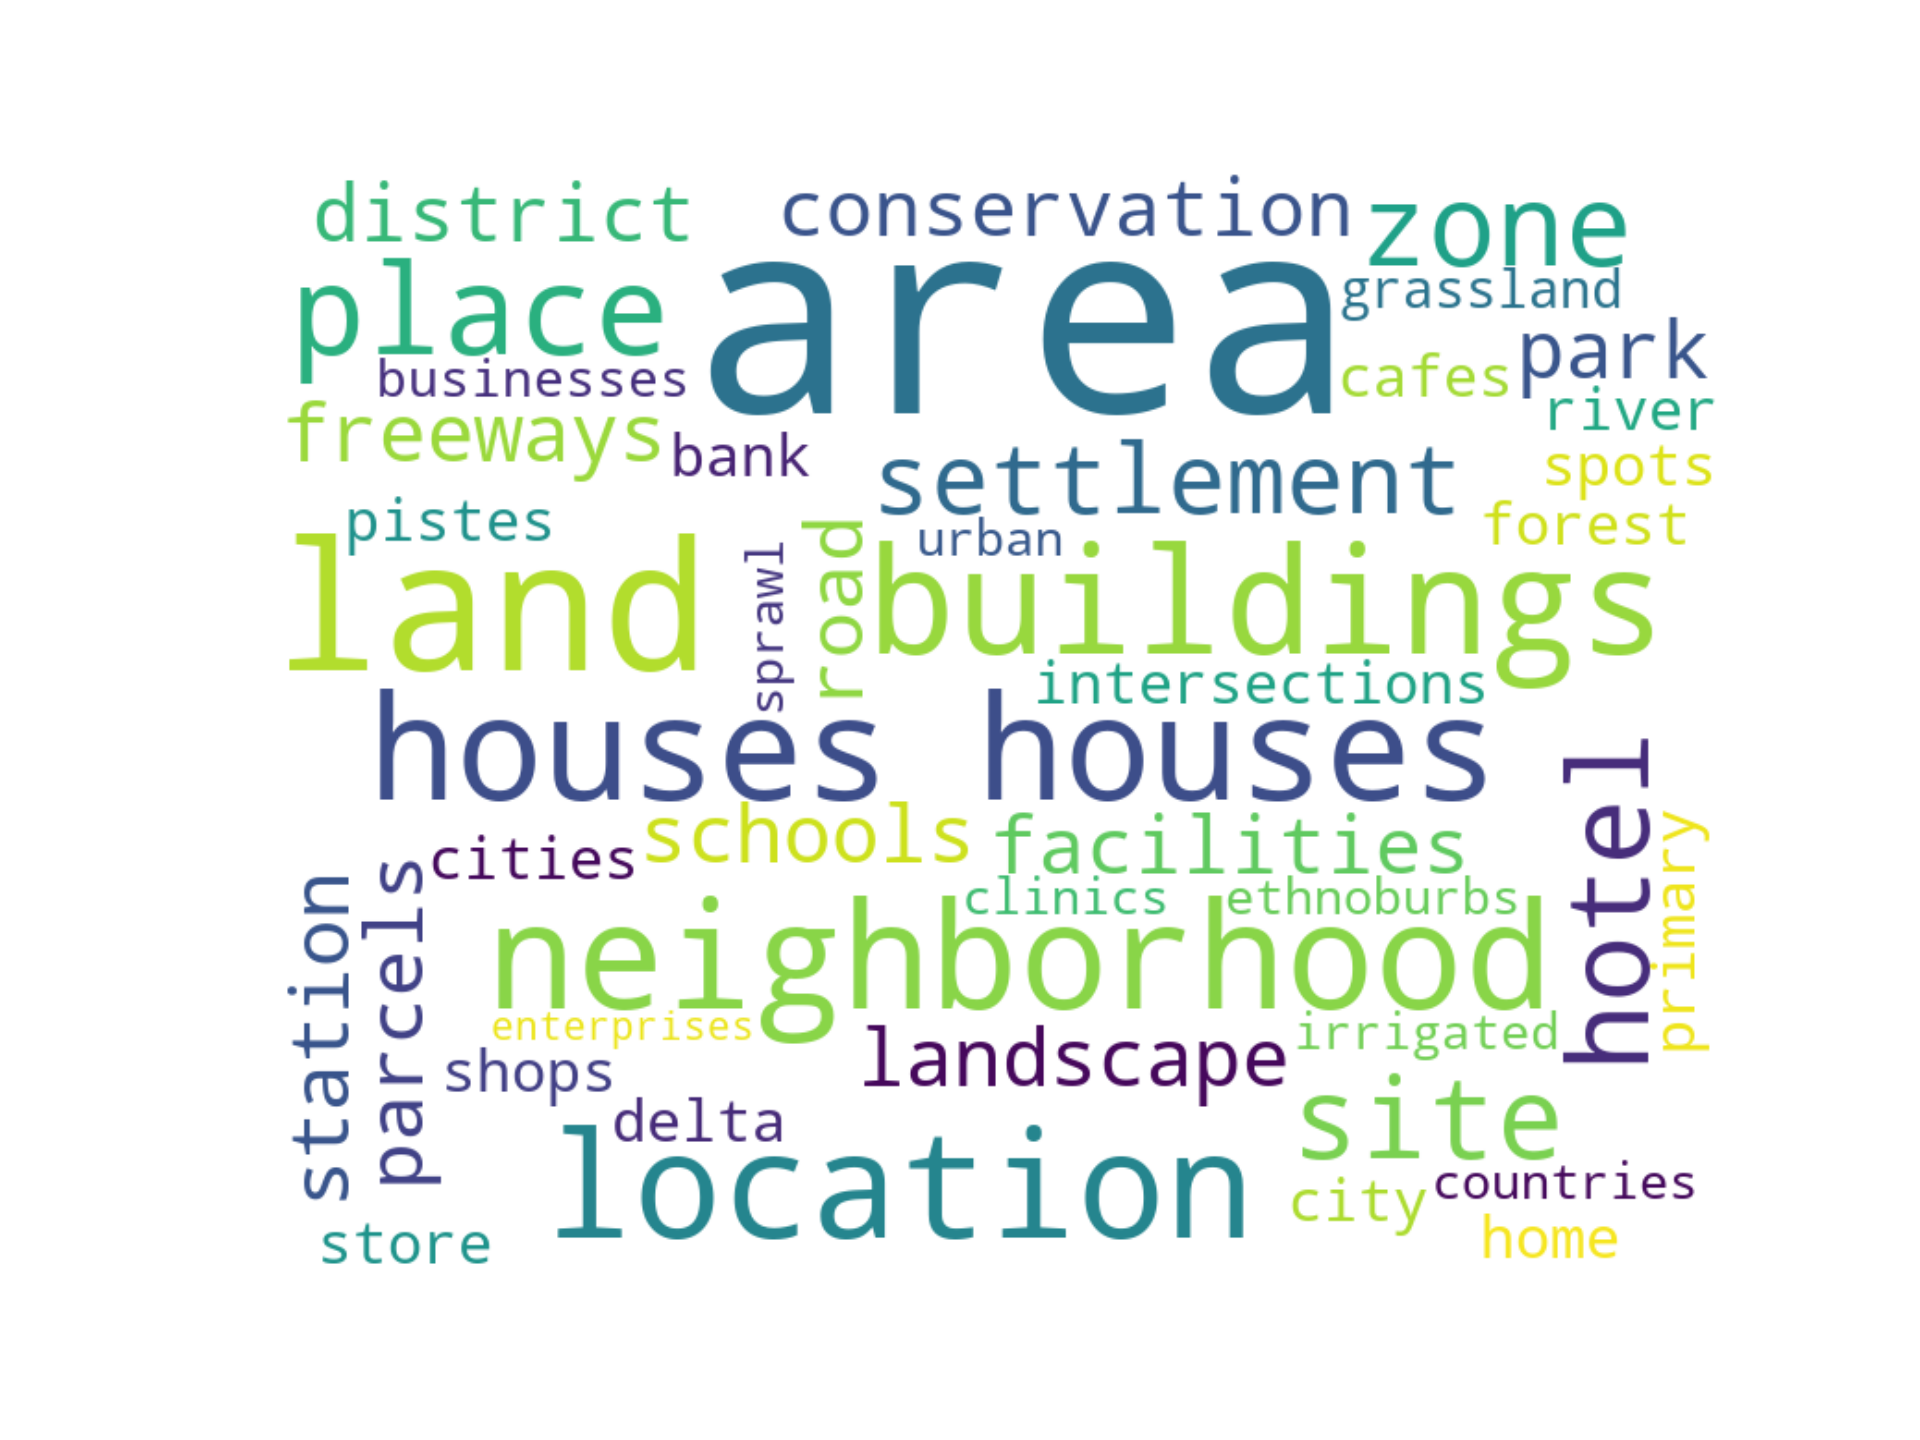 district
conservation
zone
place
area
grassland
park
businesses
cafes
river
freeways
bank
settlement
spots
pistes
urban
forest
land
sprawl
road
buildings
intersections
houses houses
hotel
schools
facilities
cities
primary
clinics
ethnoburbs
station
parcels
neighborhood
enterprises
irrigated
shops
landscape
delta
site
location
city
countries
store
home